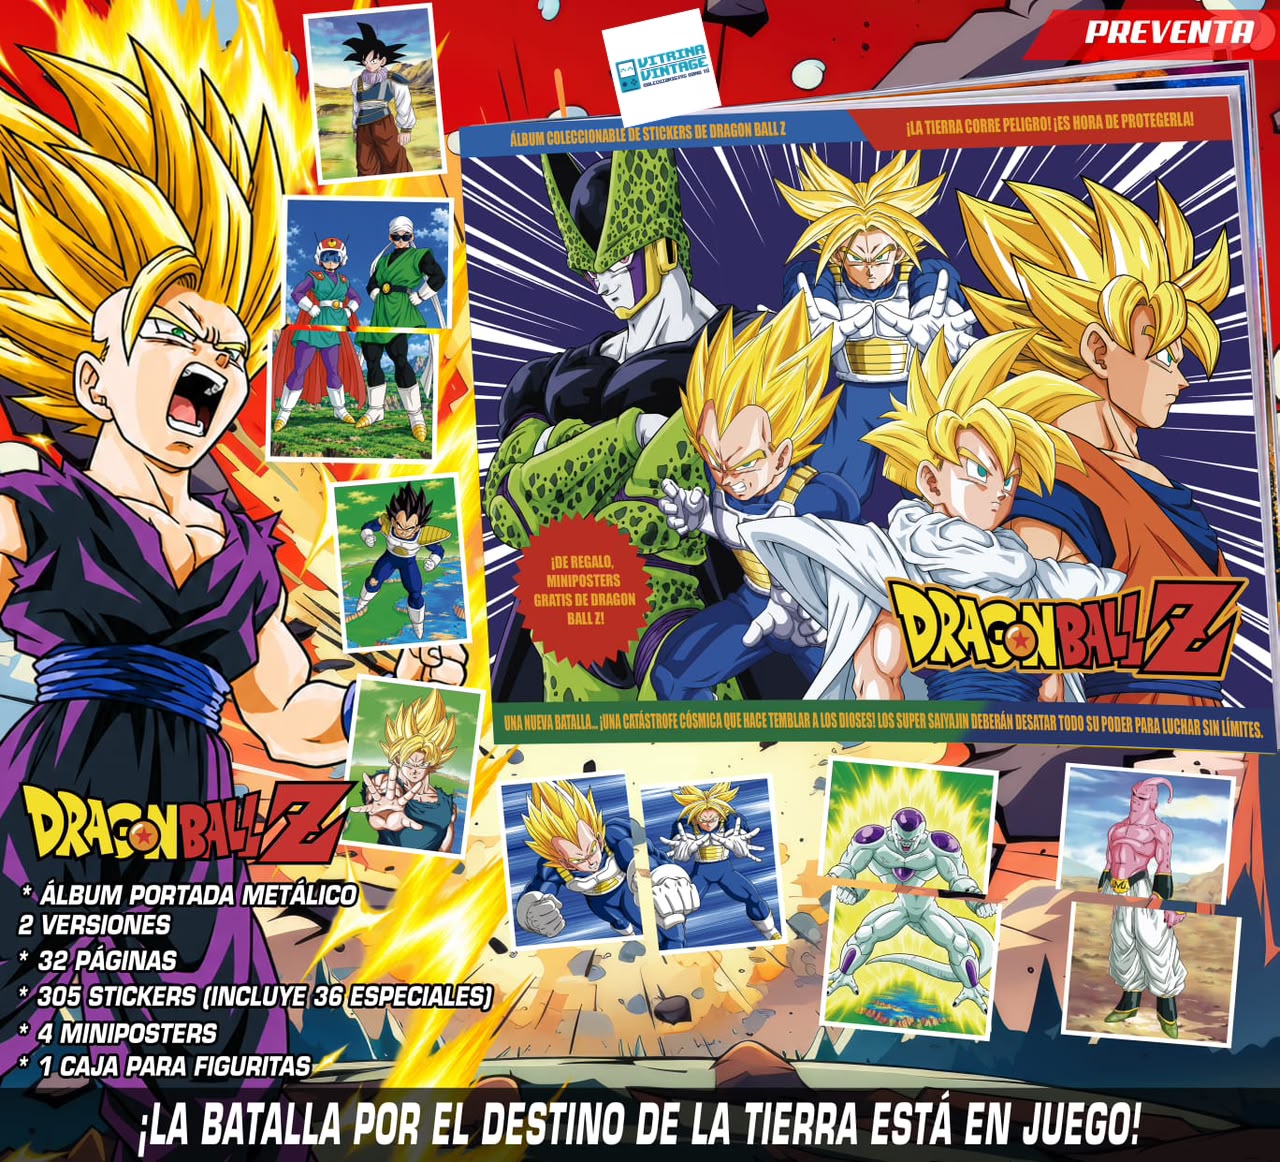 PREVENTA
VITRINA
VINTAGE
ÁLBUM COLECCIONABLE DE STICKERS DE DRAGON BALL Z
¡LA TIERRA CORRE PELIGRO! ¡ES HORA DE PROTEGERLA!
¡DE REGALO,
MINIPOSTERS
GRATIS DE DRAGON
BALL Z!
DRAGON BALL Z
UNA NUEVA BATALLA... ¡UNA CATÁSTROFE CÓSMICA QUE HACE TEMBLAR A LOS DIOSES! LOS SUPER SAIYAJIN DEBERÁN DESATAR TODO SU PODER PARA LUCHAR SIN LÍMITES.
DRAGON BALL Z
* ÁLBUM PORTADA METÁLICO
2 VERSIONES
* 32 PÁGINAS
* 305 STICKERS (INCLUYE 36 ESPECIALES)
* 4 MINIPOSTERS
* 1 CAJA PARA FIGURITAS
¡LA BATALLA POR EL DESTINO DE LA TIERRA ESTÁ EN JUEGO!